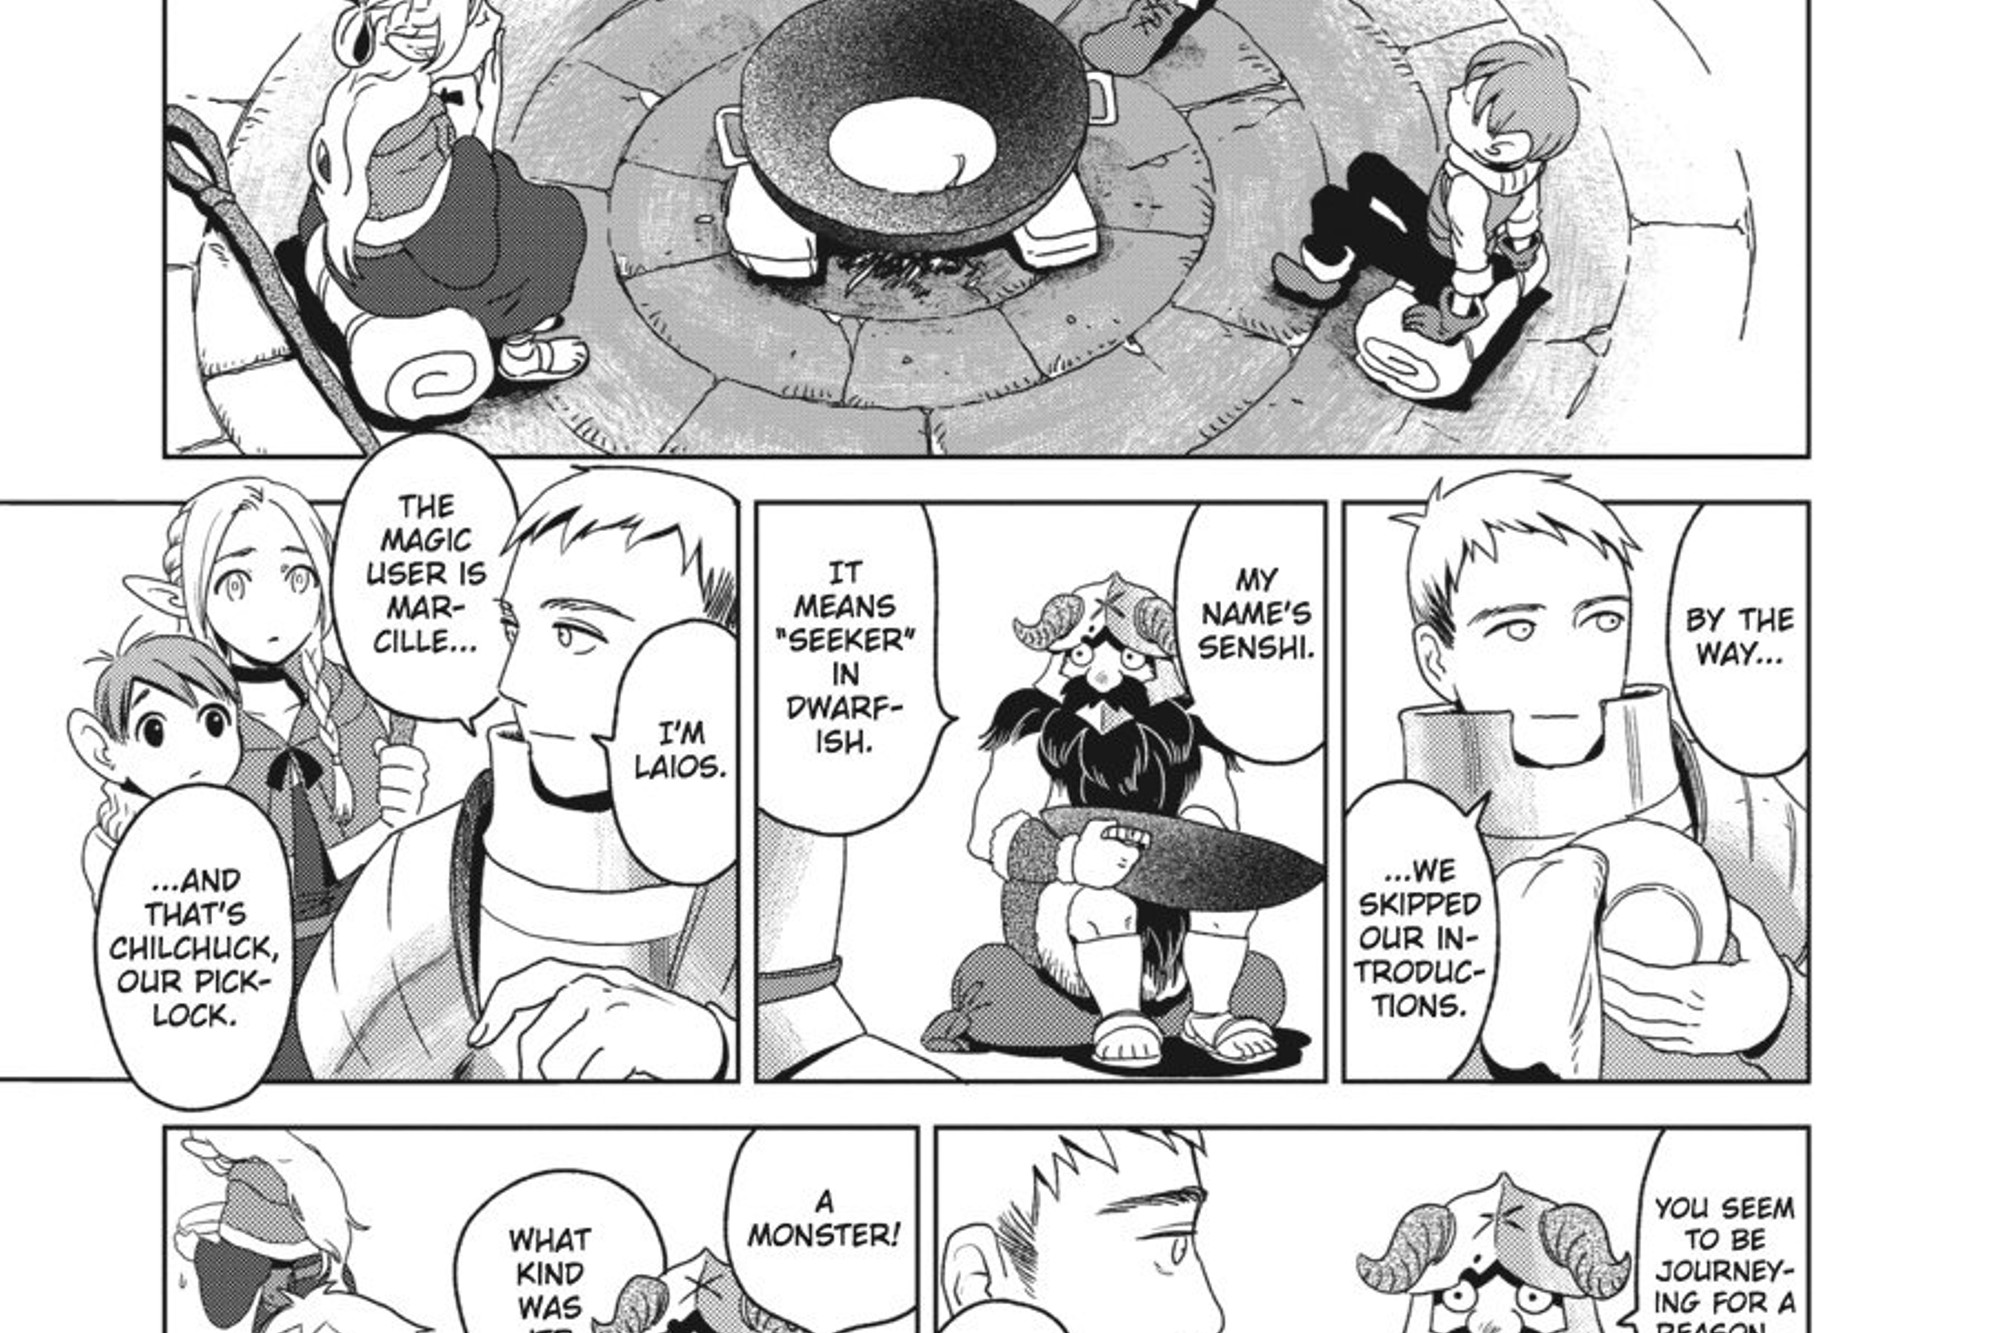 BY THE
WAY...
...WE
SKIPPED
OUR IN-
TRODUC-
TIONS.
MY
NAME'S
SENSHI.
IT
MEANS
"SEEKER"
IN
DWARF-
ISH.
I'M
LAIOS.
THE
MAGIC
USER IS
MAR-
CILLE...
...AND
THAT'S
CHILCHUCK,
OUR PICK-
LOCK.
YOU SEEM
TO BE
JOURNEY-
ING FOR A
REASON
A
MONSTER!
WHAT
KIND
WAS